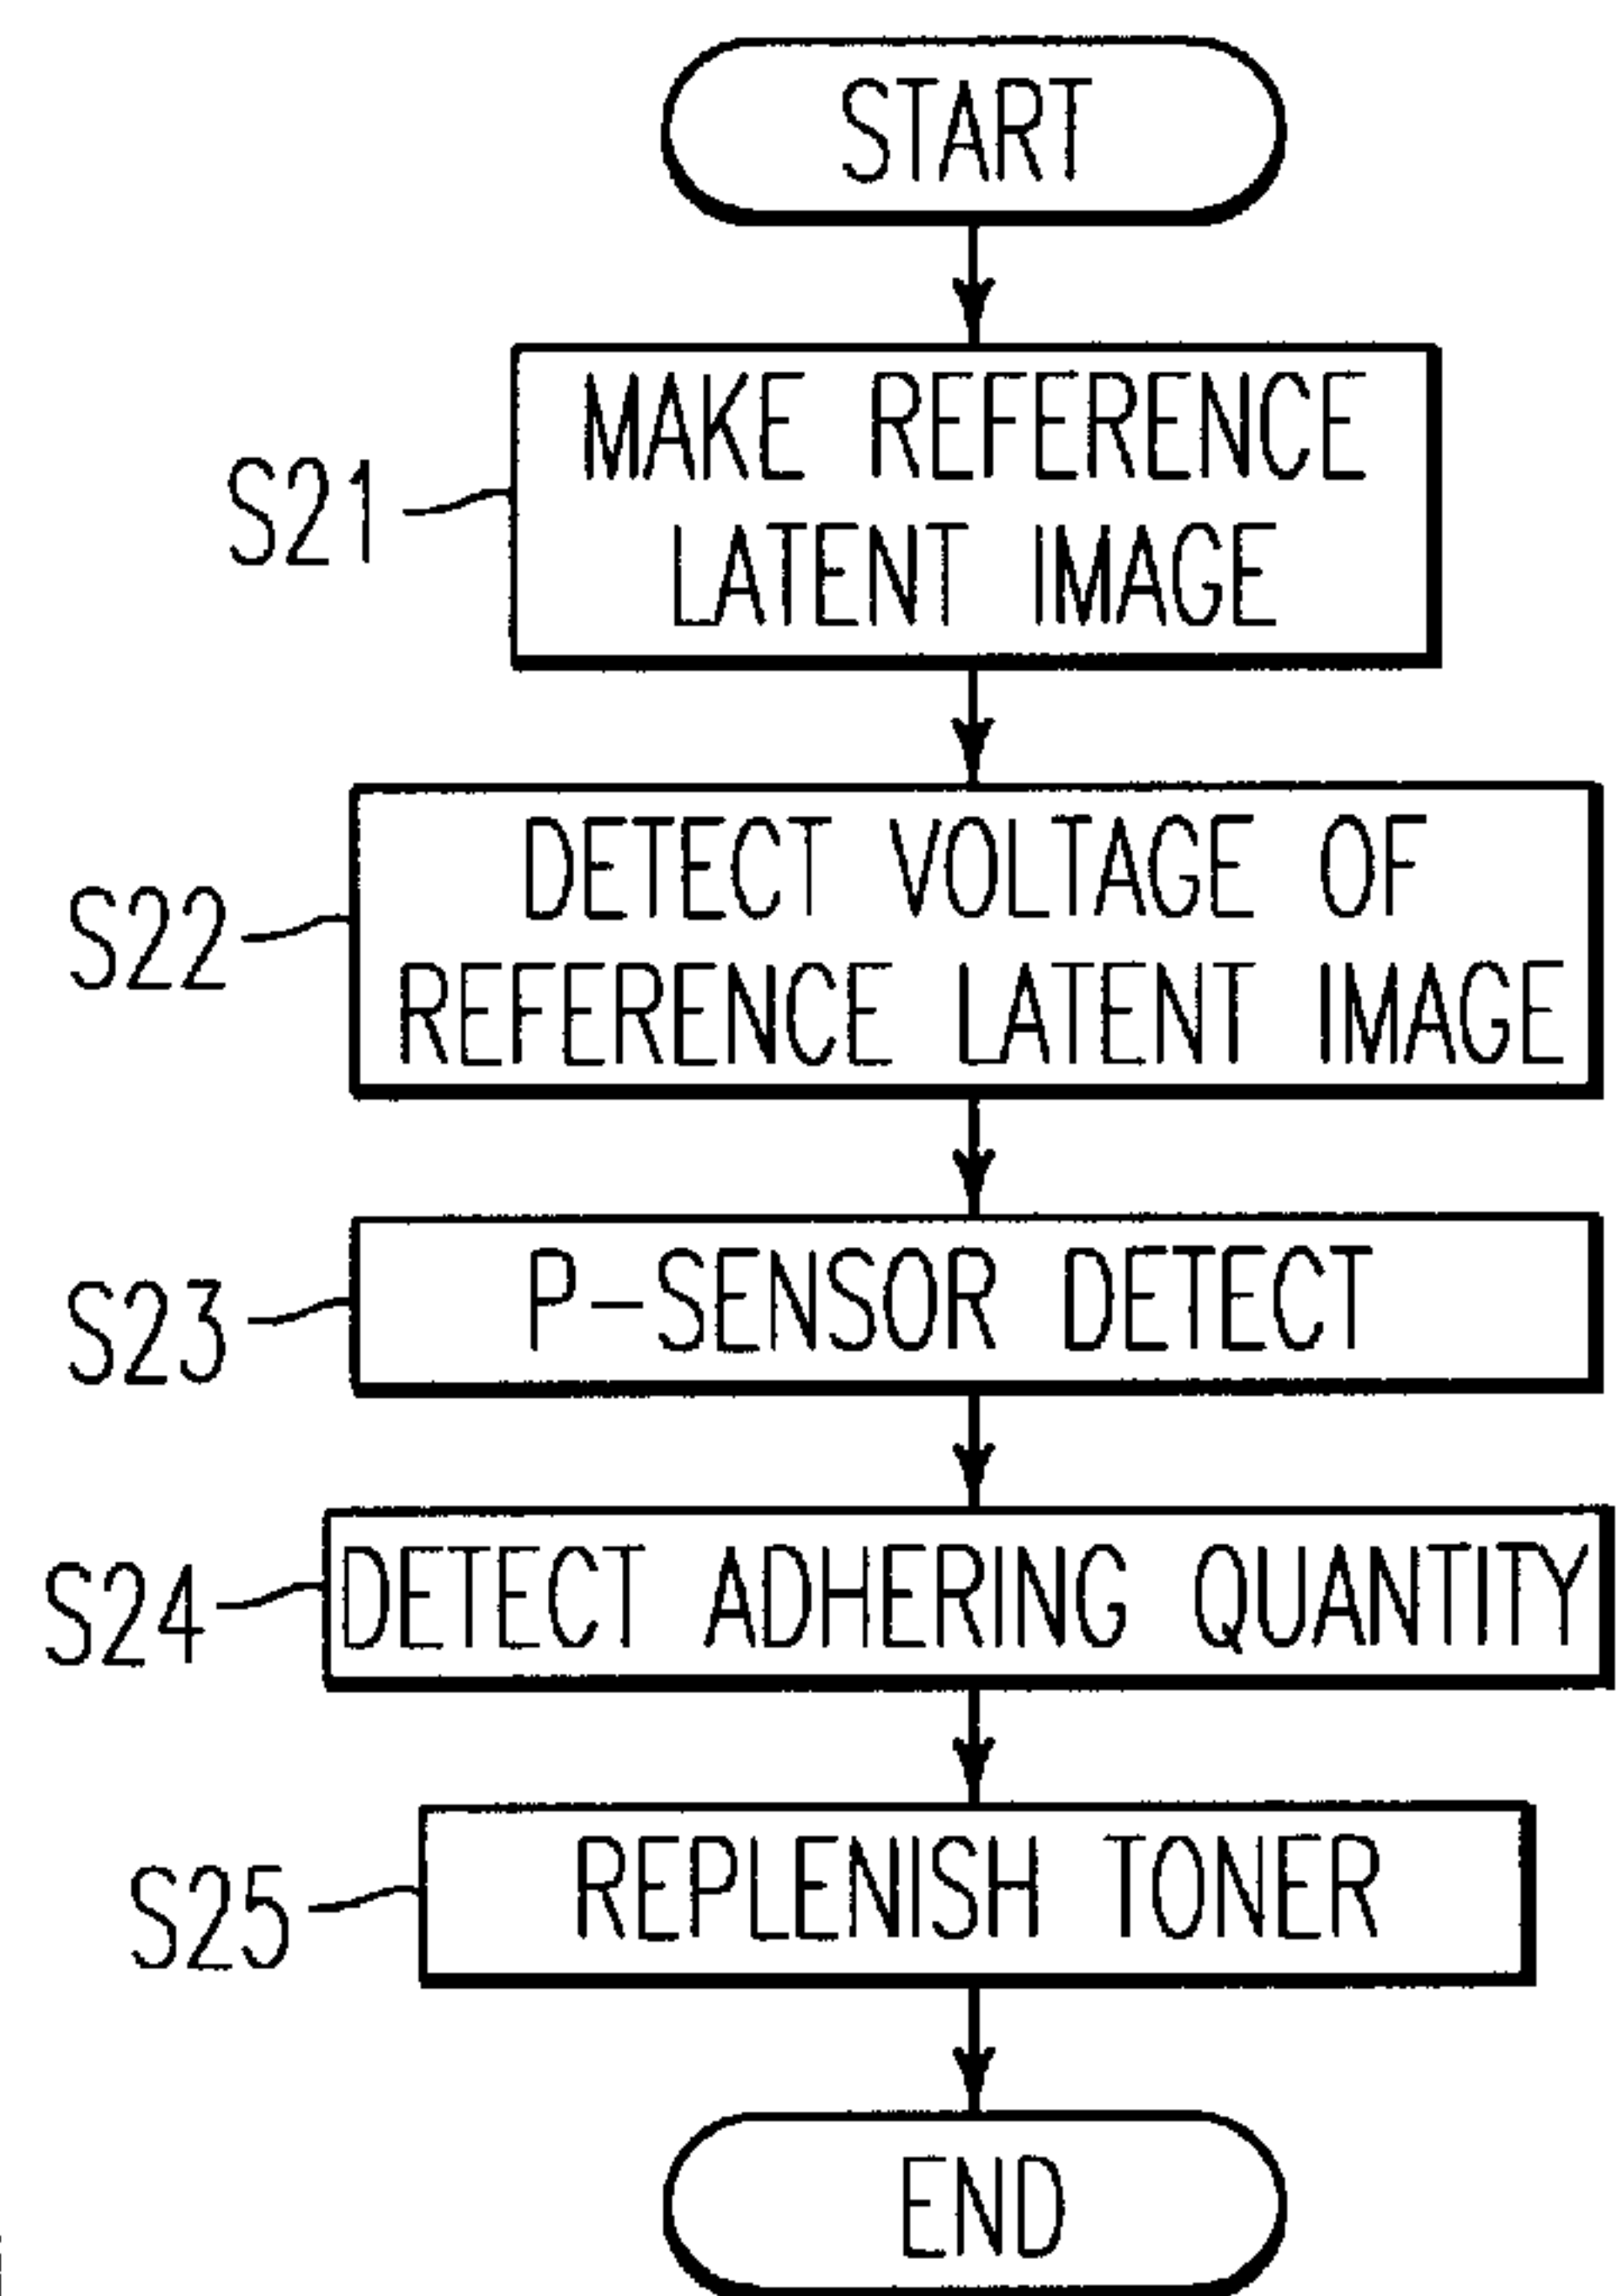 START
S21
MAKE REFERENCE
LATENT IMAGE
S22
DETECT VOLTAGE OF
REFERENCE LATENT IMAGE
S23
P-SENSOR DETECT
S24
DETECT ADHERING QUANTITY
S25
REPLENISH TONER
END